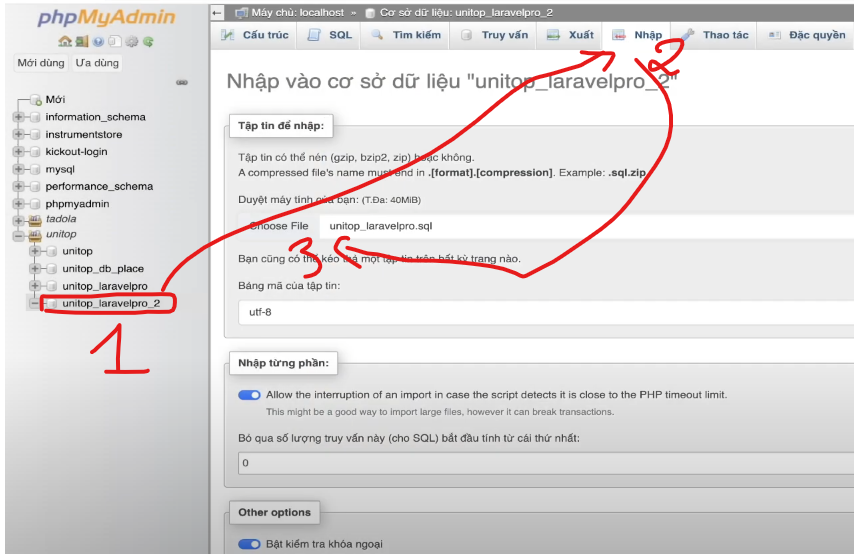 phpMyAdmin
Mới dùng Ưa dùng
Mới
information_schema
instrumentstore
kickout-login
mysql
performance_schema
phpmyadmin
tadola
unitop
unitop
unitop_db_place
unitop_laravelpro
unitop_laravelpro_2
1
Máy chủ: localhost » Cơ sở dữ liệu: unitop_laravelpro_2
Cấu trúc SQL Tìm kiếm Truy vấn Xuất Nhập Thao tác Đặc quyền
2
Nhập vào cơ sở dữ liệu "unitop_laravelpro_2"
Tập tin để nhập:
Tập tin có thể nén (gzip, bzip2, zip) hoặc không.
A compressed file's name must end in .[format].[compression]. Example: .sql.zip
Duyệt máy tính của bạn: (T.Đa: 40MiB)
Choose File unitop_laravelpro.sql
3
Bạn cũng có thể kéo thả một tập tin trên bất kỳ trang nào.
Bảng mã của tập tin:
utf-8
Nhập từng phần:
Allow the interruption of an import in case the script detects it is close to the PHP timeout limit.
This might be a good way to import large files, however it can break transactions.
Bỏ qua số lượng truy vấn này (cho SQL) bắt đầu tính từ cái thứ nhất:
0
Other options
Bật kiểm tra khóa ngoại